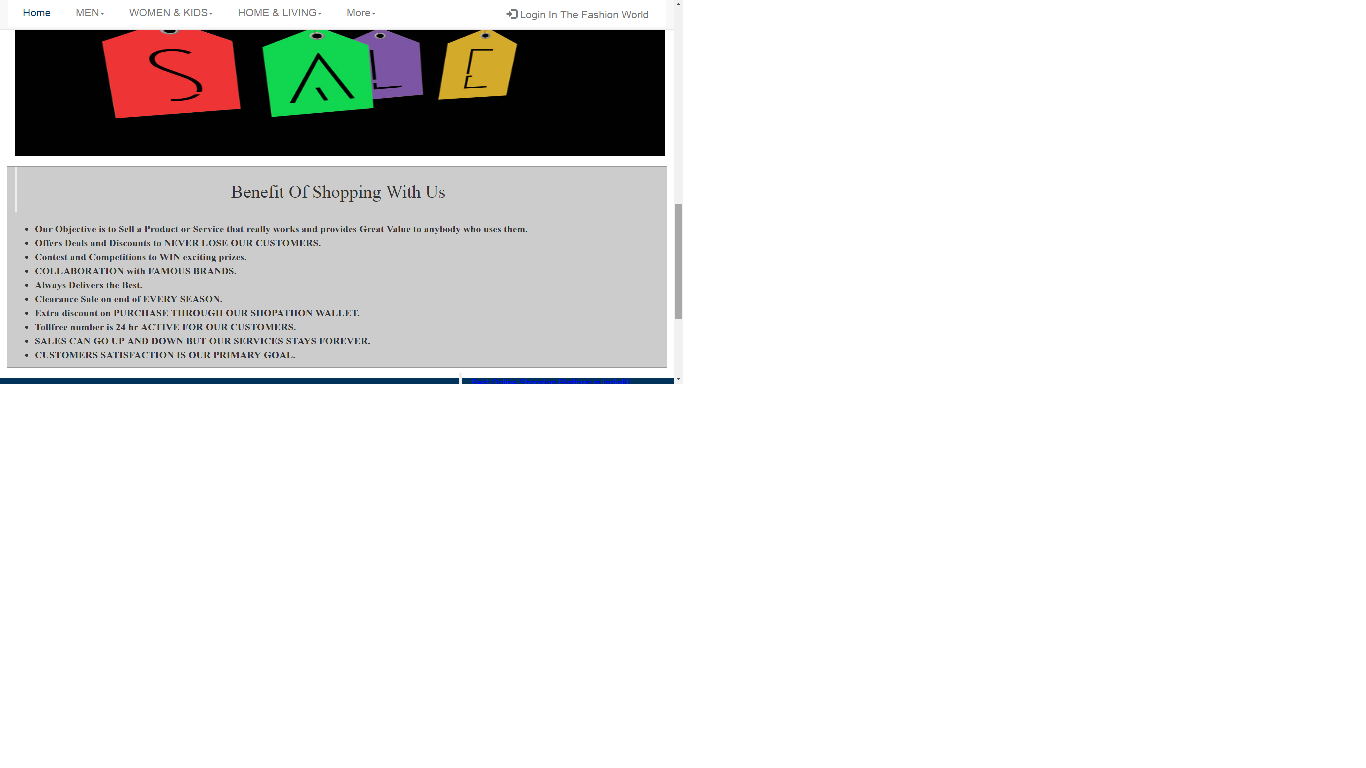 Home MEN WOMEN & KIDS HOME & LIVING More Login In The Fashion World
S A L E
Benefit Of Shopping With Us
Our Objective is to Sell a Product or Service that really works and provides Great Value to anybody who uses them.
Offers Deals and Discounts to NEVER LOSE OUR CUSTOMERS.
Contest and Competitions to WIN exciting prizes.
COLLABORATION with FAMOUS BRANDS.
Always Delivers the Best.
Clearance Sale on end of EVERY SEASON.
Extra discount on PURCHASE THROUGH OUR SHOPATHON WALLET.
Tollfree number is 24 hr ACTIVE FOR OUR CUSTOMERS.
SALES CAN GO UP AND DOWN BUT OUR SERVICES STAYS FOREVER.
CUSTOMERS SATISFACTION IS OUR PRIMARY GOAL.